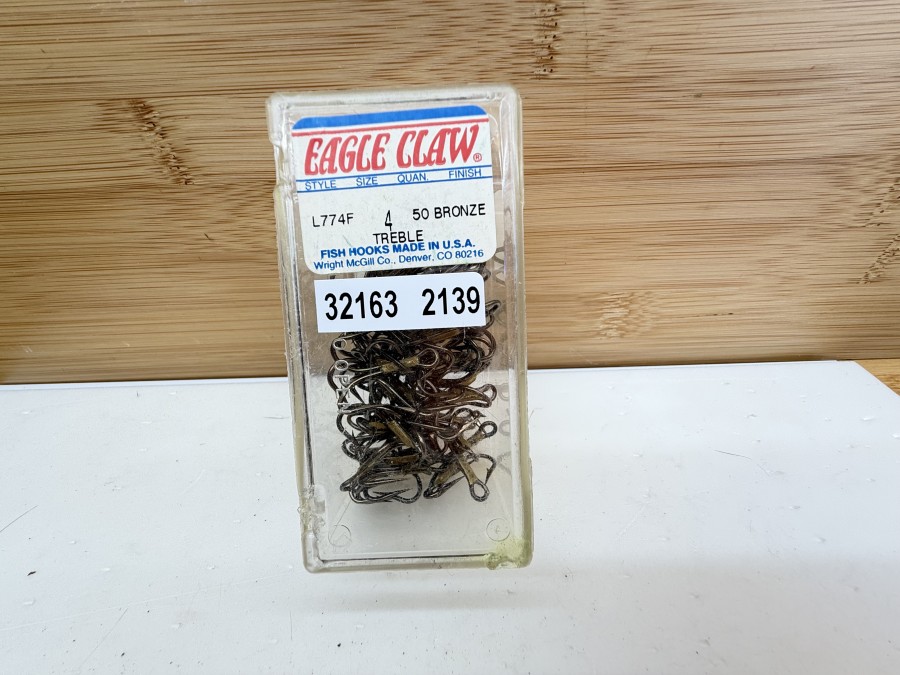 EAGLE CLAW®
STYLE SIZE QUAN. FINISH
L774F 4 50 BRONZE
TREBLE
FISH HOOKS MADE IN U.S.A.
Wright McGill Co., Denver, CO 80216
32163 2139